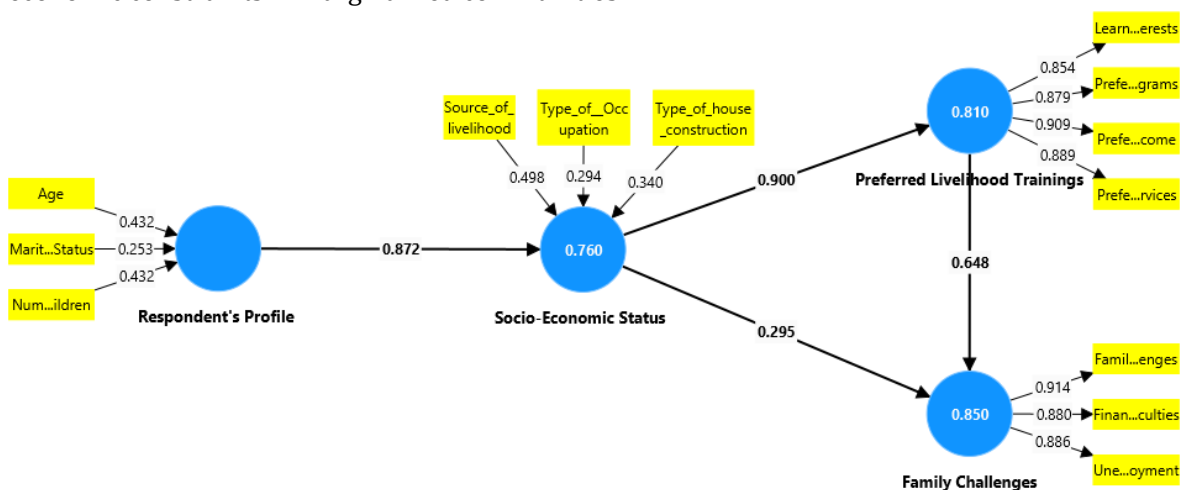 Learn...erests
0.854
Prefe...grams
0.879
0.810
0.909
Prefe...come
0.889
Preferred Livelihood Trainings
Prefe...rvices
Source_of_
livelihood
Type_of__Occ
upation
Type_of_house
_construction
0.498
0.294
0.340
0.900
Age
0.432
Marit...Status
0.253
0.432
Num...ildren
Respondent's Profile
0.872
0.760
Socio-Economic Status
0.648
0.295
Famil...enges
0.914
0.850
0.880
Finan...culties
0.886
Une...oyment
Family Challenges